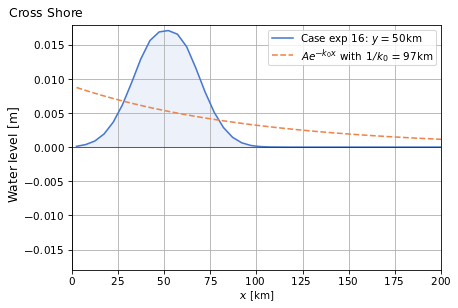 Cross Shore
Case exp 16: y = 50km
Ae^{-k_0x} with 1/k_0 = 97km
Water level [m]
0.015
0.010
0.005
0.000
−0.005
−0.010
−0.015
0 25 50 75 100 125 150 175 200
x [km]